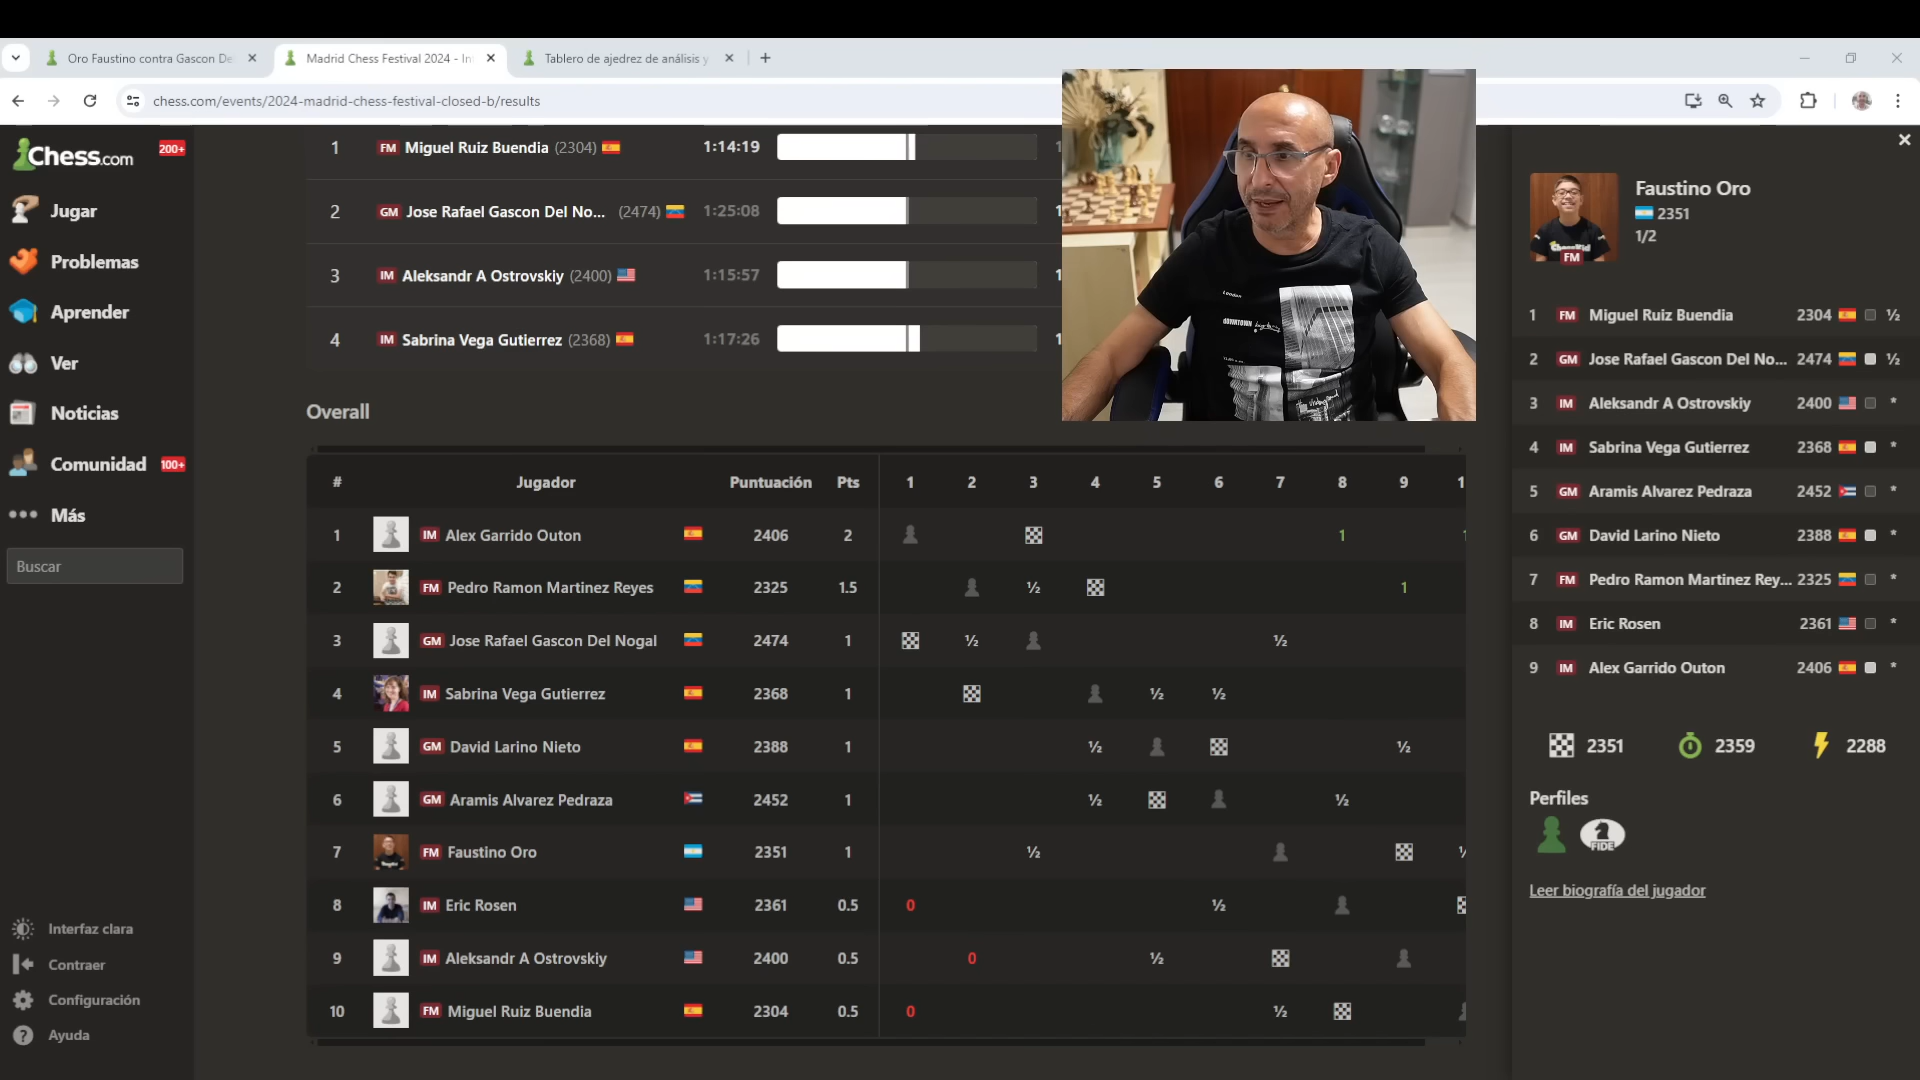 Oro Faustino contra Gascon De
Madrid Chess Festival 2024 - In
Tablero de ajedrez de análisis y
chess.com/events/2024-madrid-chess-festival-closed-b/results
Chess.com 200+
Jugar
Problemas
Aprender
Ver
Noticias
Comunidad 100+
Más
Buscar
Interfaz clara
Contraer
Configuración
Ayuda
1 FM Miguel Ruiz Buendia (2304) 1:14:19
2 GM Jose Rafael Gascon Del No... (2474) 1:25:08
3 IM Aleksandr A Ostrovskiy (2400) 1:15:57
4 IM Sabrina Vega Gutierrez (2368) 1:17:26
Overall
# Jugador Puntuación Pts 1 2 3 4 5 6 7 8 9 1
1 IM Alex Garrido Outon 2406 2 1 1
2 FM Pedro Ramon Martinez Reyes 2325 1.5 ½ 1
3 GM Jose Rafael Gascon Del Nogal 2474 1 ½ ½
4 IM Sabrina Vega Gutierrez 2368 1 ½ ½
5 GM David Larino Nieto 2388 1 ½ ½
6 GM Aramis Alvarez Pedraza 2452 1 ½ ½
7 FM Faustino Oro 2351 1 ½
8 IM Eric Rosen 2361 0.5 0 ½
9 IM Aleksandr A Ostrovskiy 2400 0.5 0 ½
10 FM Miguel Ruiz Buendia 2304 0.5 0 ½
London
DOWNTOWN
FM
Faustino Oro
2351
1/2
1 FM Miguel Ruiz Buendia 2304 ½
2 GM Jose Rafael Gascon Del No... 2474 ½
3 IM Aleksandr A Ostrovskiy 2400 *
4 IM Sabrina Vega Gutierrez 2368 *
5 GM Aramis Alvarez Pedraza 2452 *
6 GM David Larino Nieto 2388 *
7 FM Pedro Ramon Martinez Rey... 2325 *
8 IM Eric Rosen 2361 *
9 IM Alex Garrido Outon 2406 *
2351 2359 2288
Perfiles
FIDE
Leer biografía del jugador